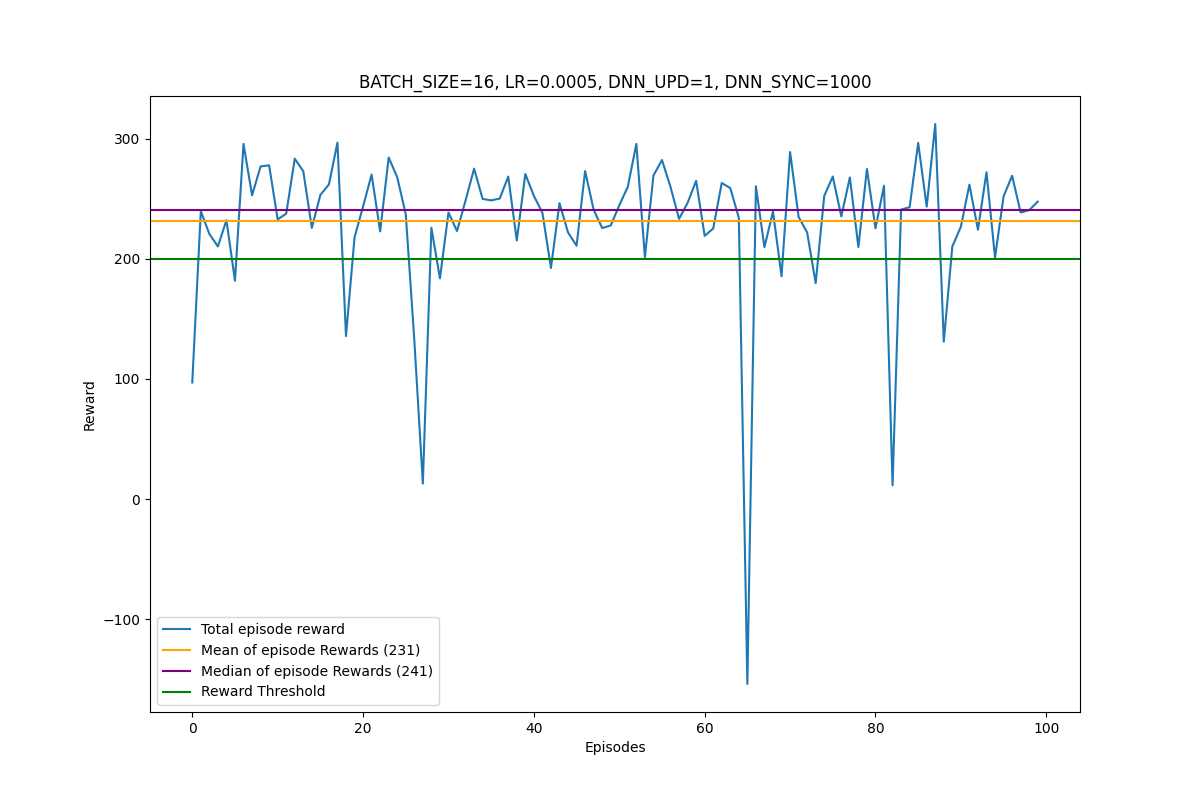 BATCH_SIZE=16, LR=0.0005, DNN_UPD=1, DNN_SYNC=1000
300
200
100
0
−100
Reward
Total episode reward
Mean of episode Rewards (231)
Median of episode Rewards (241)
Reward Threshold
0 20 40 60 80 100
Episodes